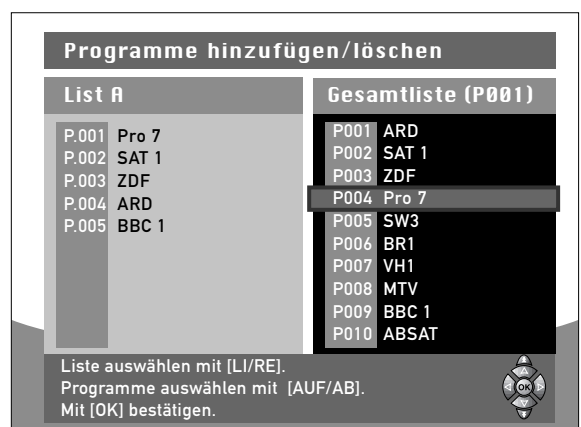 Programme hinzufügen/löschen
List A
P.001 Pro 7
P.002 SAT 1
P.003 ZDF
P.004 ARD
P.005 BBC 1
Gesamtliste (P001)
P001 ARD
P002 SAT 1
P003 ZDF
P004 Pro 7
P005 SW3
P006 BR1
P007 VH1
P008 MTV
P009 BBC 1
P010 ABSAT
Liste auswählen mit [LI/RE].
Programme auswählen mit [AUF/AB].
Mit [OK] bestätigen.
OK